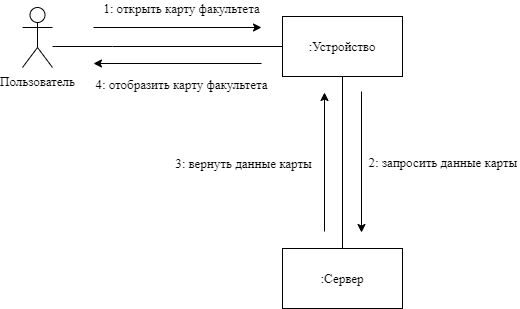 1: открыть карту факультета
:Устройство
Пользователь
4: отобразить карту факультета
3: вернуть данные карты
2: запросить данные карты
:Сервер